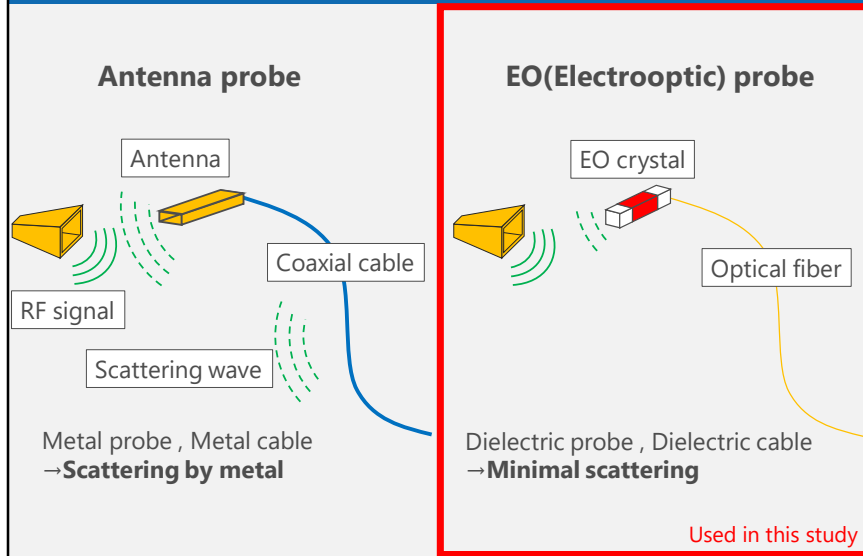 Antenna probe
Antenna
Coaxial cable
RF signal
Scattering wave
Metal probe , Metal cable
→Scattering by metal
EO(Electrooptic) probe
EO crystal
Optical fiber
Dielectric probe , Dielectric cable
→Minimal scattering
Used in this study